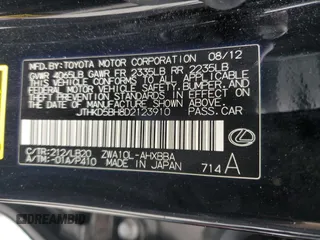 MFD. BY: TOYOTA MOTOR CORPORATION 08/12
GVWR 4065LB GAWR FR 2335LB RR 2235LB
THIS VEHICLE CONFORMS TO ALL APPLICABLE
FEDERAL MOTOR VEHICLE SAFETY, BUMPER, AND
THEFT PREVENTION STANDARDS IN EFFECT ON
THE DATE OF MANUFACTURE SHOWN ABOVE.
JTHKD5BH8D2123910 PASS.CAR
C/TR:212/LB20 ZWA10L-AHXBBA
A/TM:-01A/P410 MADE IN JAPAN
714 A
DREAMBID